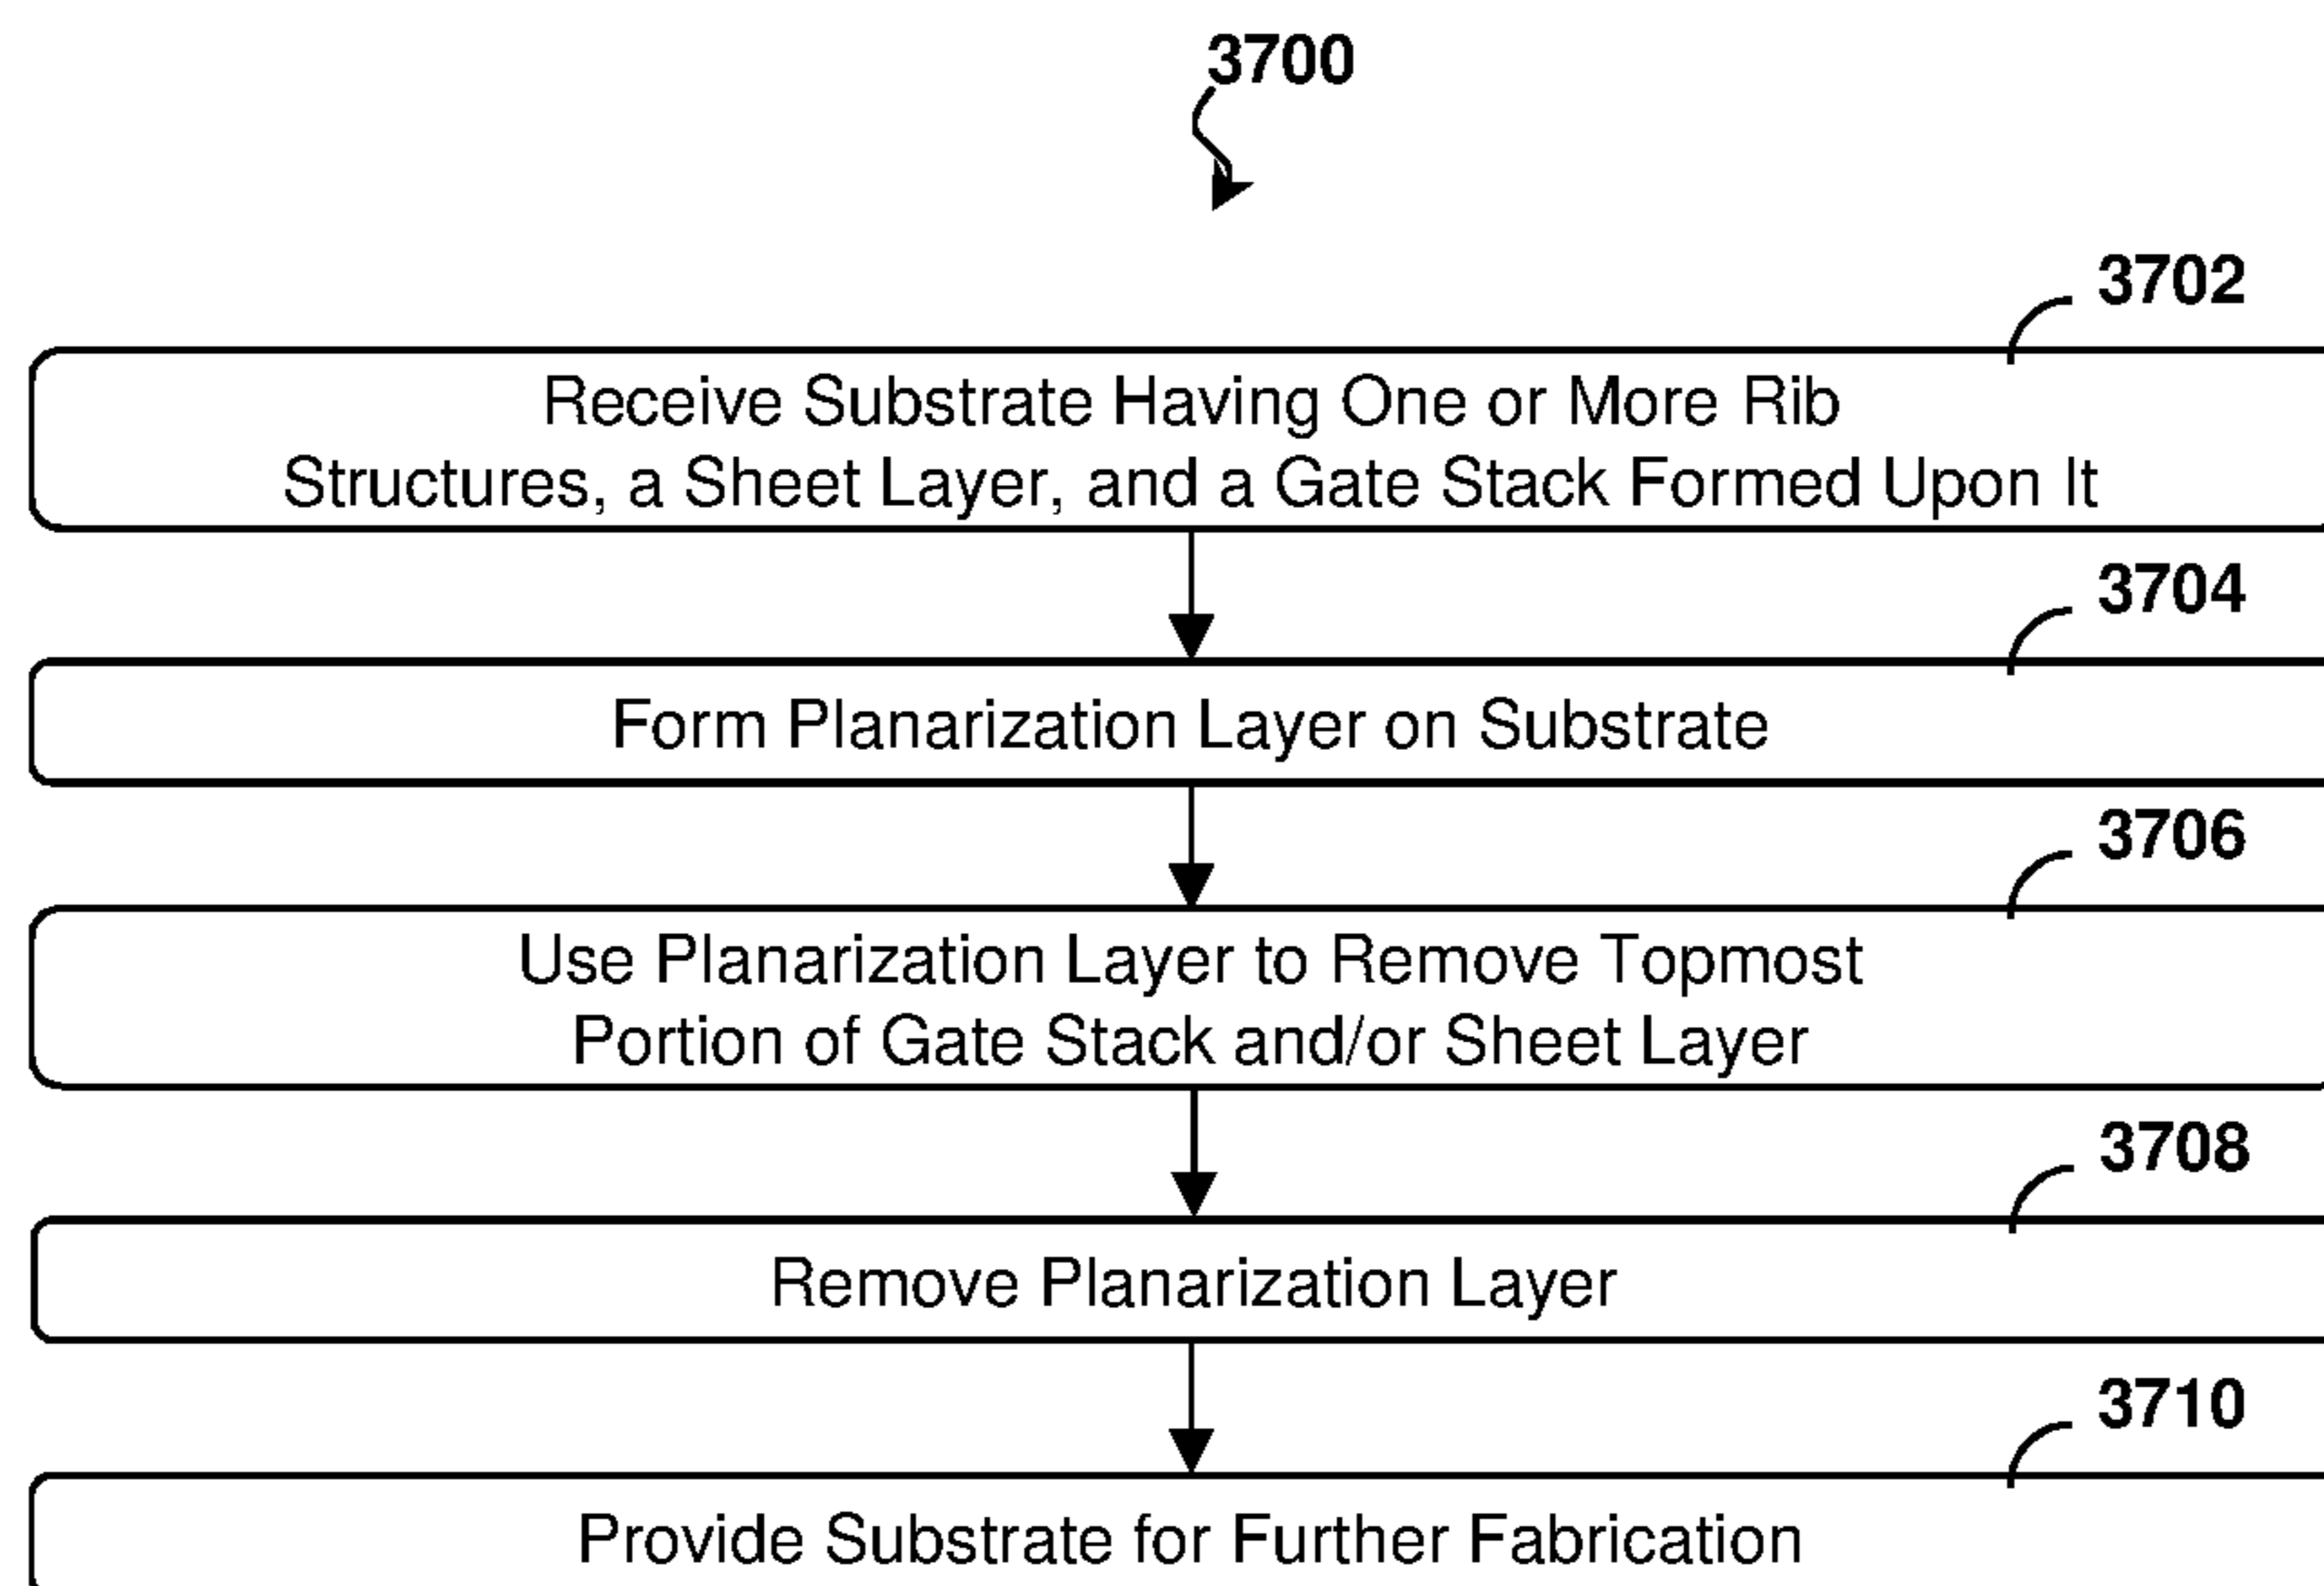 3700
3702
Receive Substrate Having One or More Rib
Structures, a Sheet Layer, and a Gate Stack Formed Upon It
3704
Form Planarization Layer on Substrate
3706
Use Planarization Layer to Remove Topmost
Portion of Gate Stack and/or Sheet Layer
3708
Remove Planarization Layer
3710
Provide Substrate for Further Fabrication